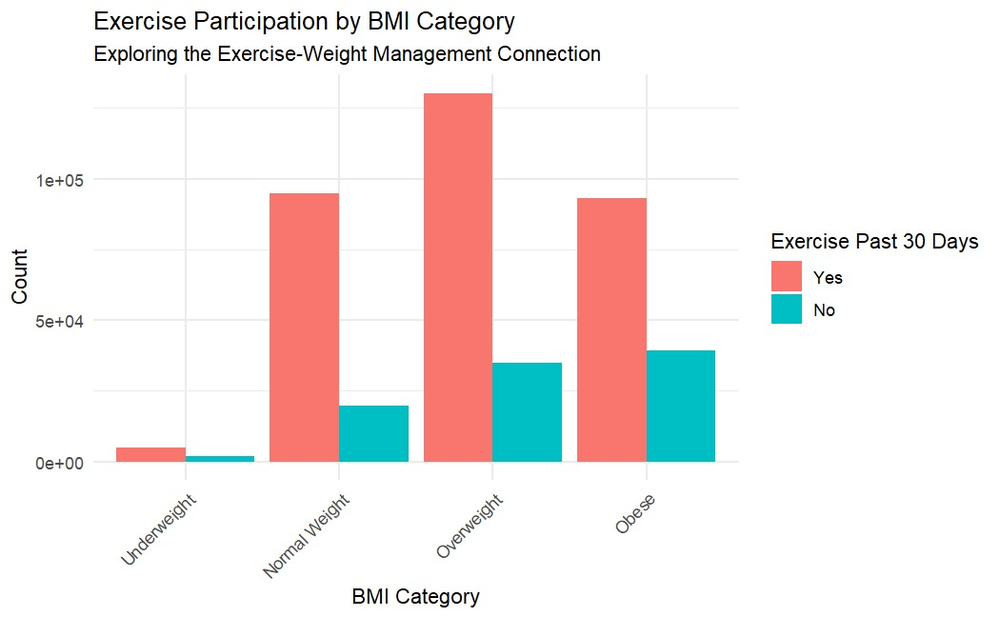 Exercise Participation by BMI Category
Exploring the Exercise-Weight Management Connection
Count
1e+05
5e+04
0e+00
Underweight
Normal Weight
Overweight
Obese
BMI Category
Exercise Past 30 Days
Yes
No